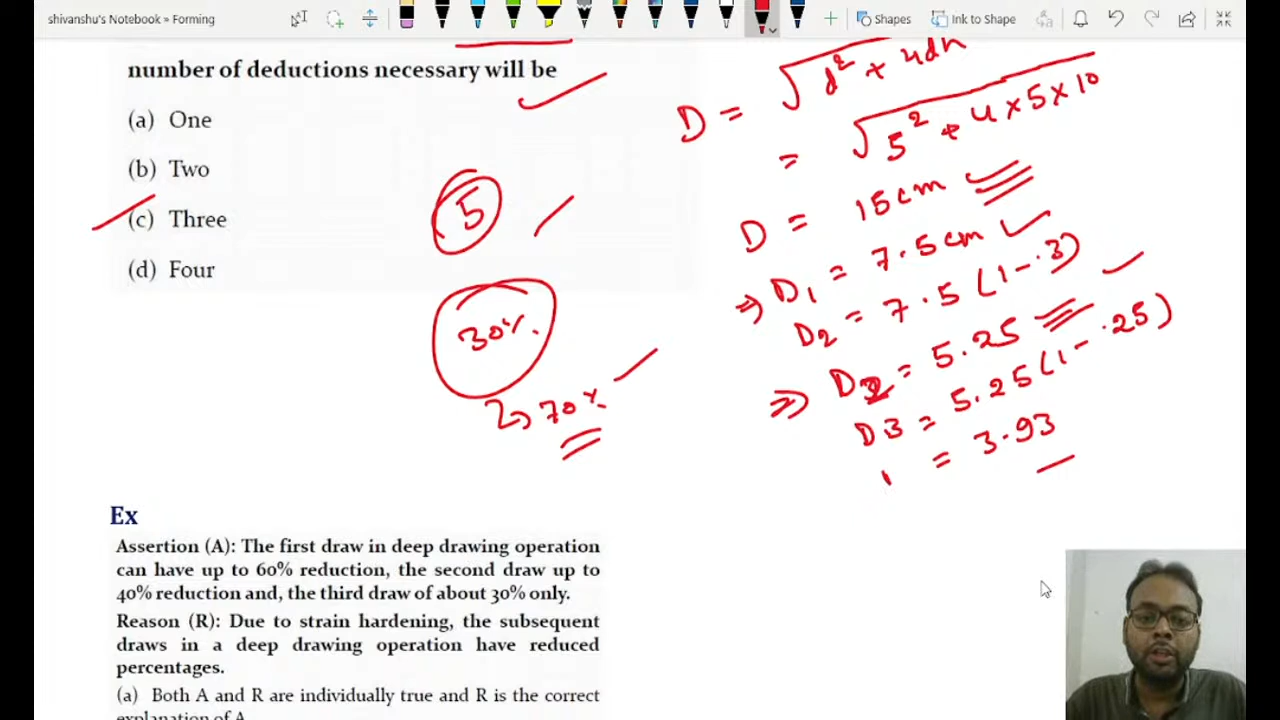 shivanshu's Notebook » Forming
Shapes
Ink to Shape
number of deductions necessary will be
(a) One
(b) Two
(c) Three
(d) Four
5
30%.
70%
D = √d² + 4dh
= √5² + 4×5×10
D = 15cm
⇒ D1 = 7.5cm
D2 = 7.5(1-.3)
⇒ D2 = 5.25
D3 = 5.25(1-.25)
= 3.93
Ex
Assertion (A): The first draw in deep drawing operation
can have up to 60% reduction, the second draw up to
40% reduction and, the third draw of about 30% only.
Reason (R): Due to strain hardening, the subsequent
draws in a deep drawing operation have reduced
percentages.
(a) Both A and R are individually true and R is the correct
explanation of A